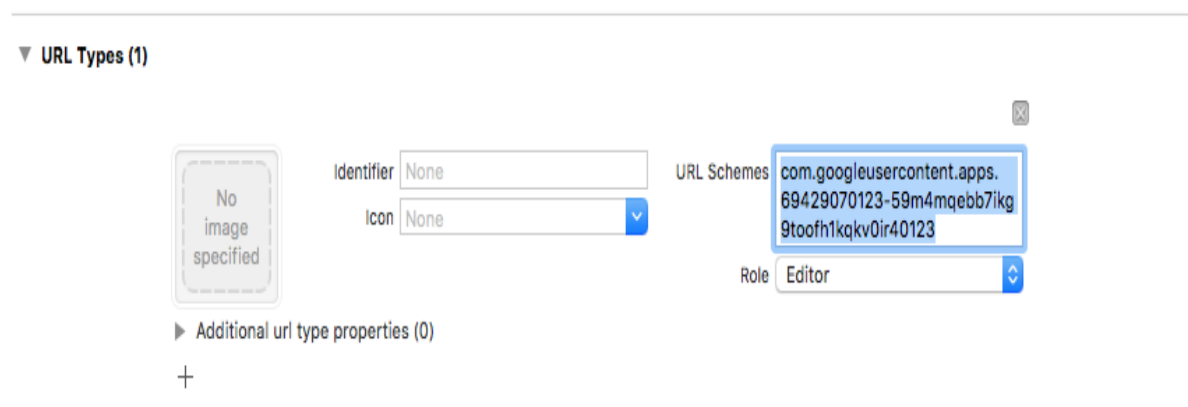 URL Types (1)
No
image
specified
Identifier None
Icon None
URL Schemes com.googleusercontent.apps.
69429070123-59m4mqebb7ikg
9toofh1kqkv0ir40123
Role Editor
Additional url type properties (0)